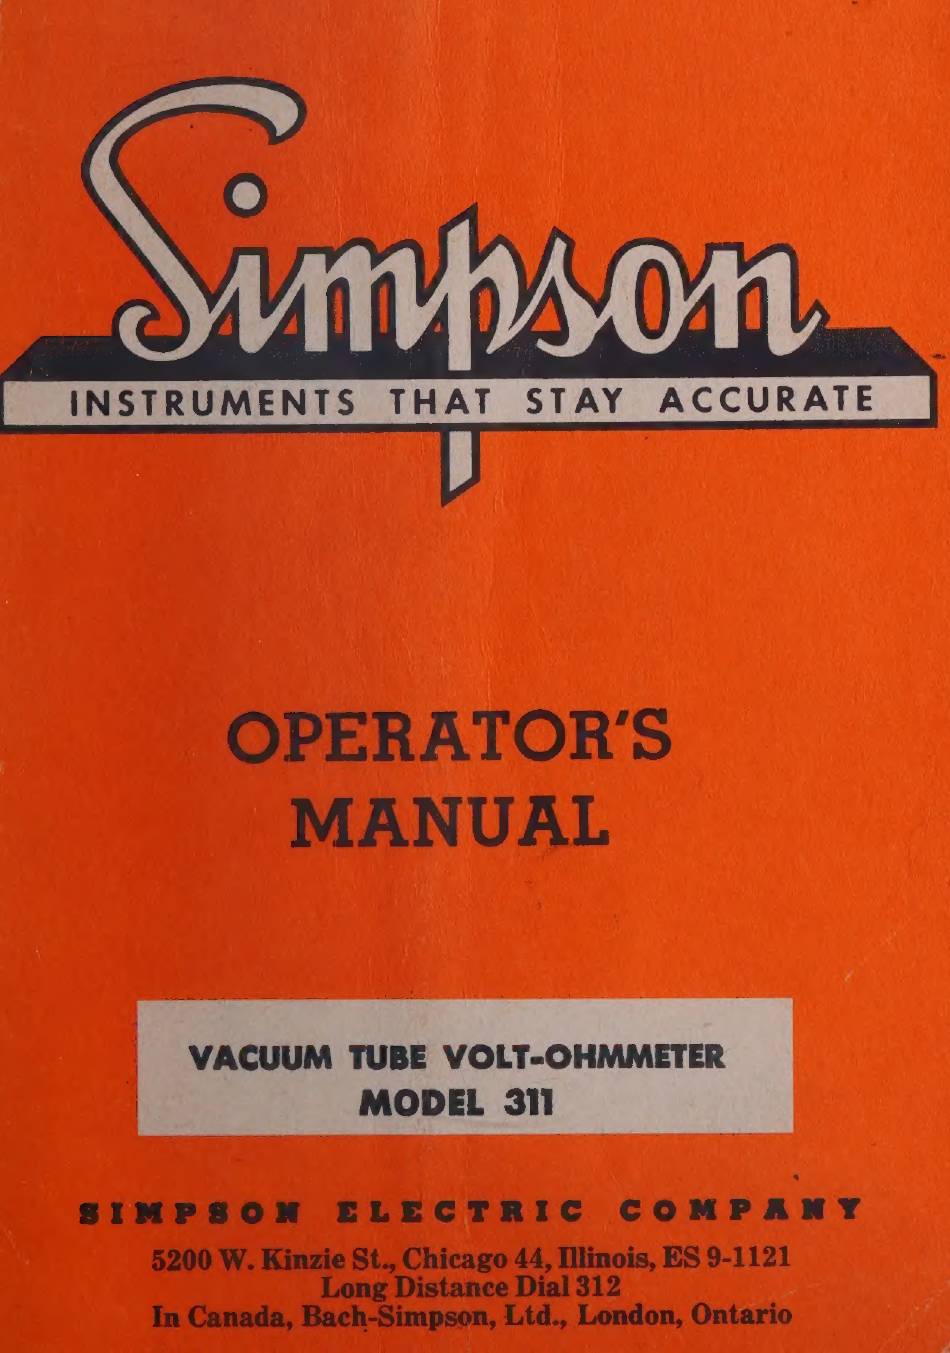 Simpson
INSTRUMENTS THAT STAY ACCURATE
OPERATOR'S
MANUAL
VACUUM TUBE VOLT-OHMMETER
MODEL 311
SIMPSON ELECTRIC COMPANY
5200 W. Kinzie St., Chicago 44, Illinois, ES 9-1121
Long Distance Dial 312
In Canada, Bach-Simpson, Ltd., London, Ontario